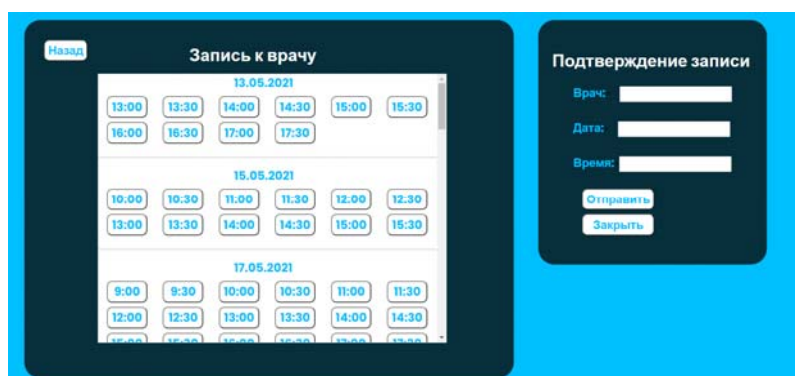 Назад
Запись к врачу
13.05.2021
13:00 13:30 14:00 14:30 15:00 15:30
16:00 16:30 17:00 17:30
15.05.2021
10.00 10:30 11:00 11:30 12.00 12.30
13:00 13:30 14:00 14:30 15:00 15:30
17.05.2021
9:00 9:30 10:00 10:30 11:00 11:30
12:00 12:30 13:00 13:30 14:00 14:30
Подтверждение записи
Врач:
Дата:
Время:
Отправить
Закрыть